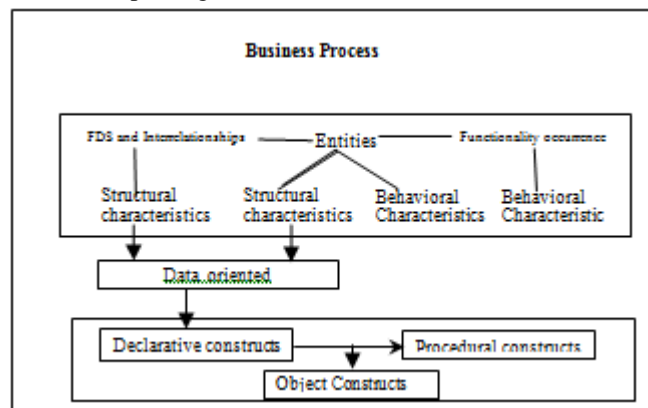 Business Process
FDS and Interrelationships Entities Functionality occurrence
Structural characteristics
Structural characteristics
Behavioral Characteristics
Behavioral Characteristic
Data oriented
Declarative constructs
Procedural constructs
Object Constructs